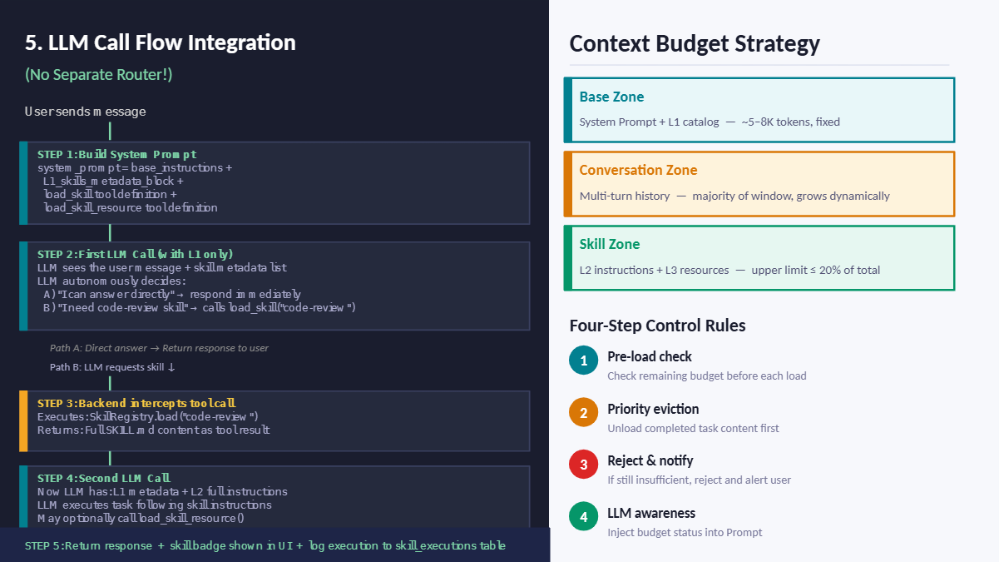 5. LLM Call Flow Integration
(No Separate Router!)
User sends message
STEP 1: Build System Prompt
system_prompt = base_instructions +
L1_skills_metadata_block +
load_skill tool definition +
load_skill_resource tool definition
STEP 2: First LLM Call (with L1 only)
LLM sees the user message + skill metadata list
LLM autonomously decides:
A) "I can answer directly" → respond immediately
B) "I need code-review skill" → calls load_skill("code-review")
Path A: Direct answer → Return response to user
Path B: LLM requests skill ↓
STEP 3: Backend intercepts tool call
Executes: SkillRegistry.load("code-review")
Returns: Full SKILL.md content as tool result
STEP 4: Second LLM Call
Now LLM has: L1 metadata + L2 full instructions
LLM executes task following skill instructions
May optionally call load_skill_resource()
STEP 5: Return response + skill badge shown in UI + log execution to skill_executions table
Context Budget Strategy
Base Zone
System Prompt + L1 catalog — ~5–8K tokens, fixed
Conversation Zone
Multi-turn history — majority of window, grows dynamically
Skill Zone
L2 instructions + L3 resources — upper limit ≤ 20% of total
Four-Step Control Rules
1 Pre-load check
Check remaining budget before each load
2 Priority eviction
Unload completed task content first
3 Reject & notify
If still insufficient, reject and alert user
4 LLM awareness
Inject budget status into Prompt